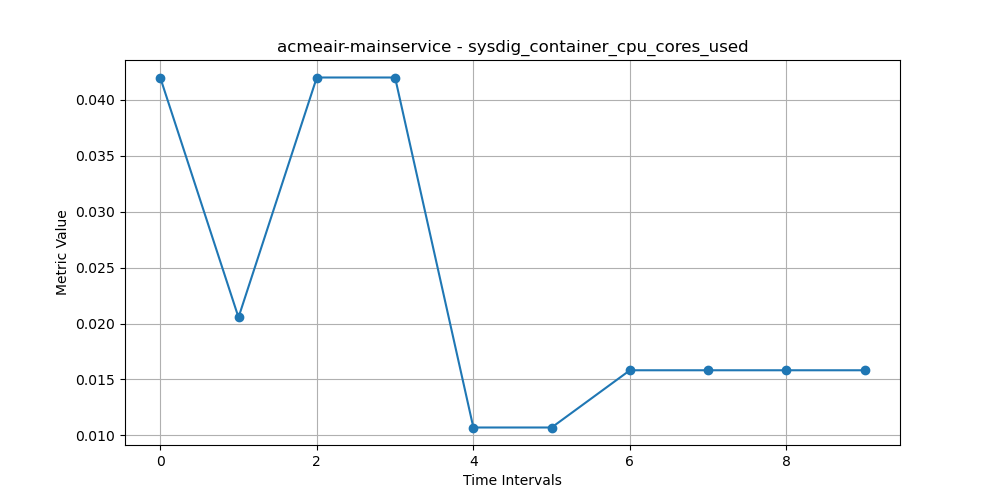 acmeair-mainservice - sysdig_container_cpu_cores_used
Metric Value
0.040
0.035
0.030
0.025
0.020
0.015
0.010
0 2 4 6 8
Time Intervals